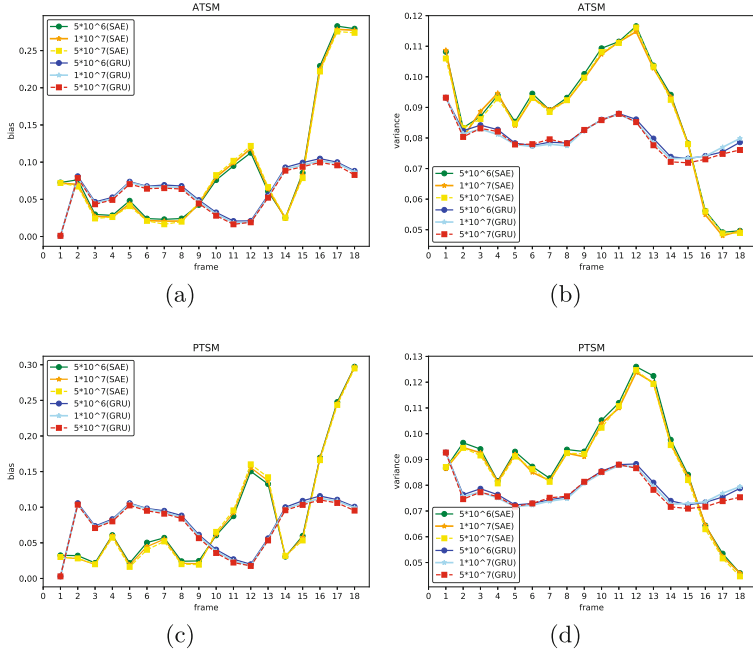 ATSM
bias
0.25
0.20
0.15
0.10
0.05
0.00
5*10^6(SAE)
1*10^7(SAE)
5*10^7(SAE)
5*10^6(GRU)
1*10^7(GRU)
5*10^7(GRU)
0 1 2 3 4 5 6 7 8 9 10 11 12 13 14 15 16 17 18
frame
(a)
ATSM
variance
0.12
0.11
0.10
0.09
0.08
0.07
0.06
0.05
5*10^6(SAE)
1*10^7(SAE)
5*10^7(SAE)
5*10^6(GRU)
1*10^7(GRU)
5*10^7(GRU)
0 1 2 3 4 5 6 7 8 9 10 11 12 13 14 15 16 17 18
frame
(b)
PTSM
bias
0.30
0.25
0.20
0.15
0.10
0.05
0.00
5*10^6(SAE)
1*10^7(SAE)
5*10^7(SAE)
5*10^6(GRU)
1*10^7(GRU)
5*10^7(GRU)
0 1 2 3 4 5 6 7 8 9 10 11 12 13 14 15 16 17 18
frame
(c)
PTSM
variance
0.13
0.12
0.11
0.10
0.09
0.08
0.07
0.06
0.05
5*10^6(SAE)
1*10^7(SAE)
5*10^7(SAE)
5*10^6(GRU)
1*10^7(GRU)
5*10^7(GRU)
0 1 2 3 4 5 6 7 8 9 10 11 12 13 14 15 16 17 18
frame
(d)